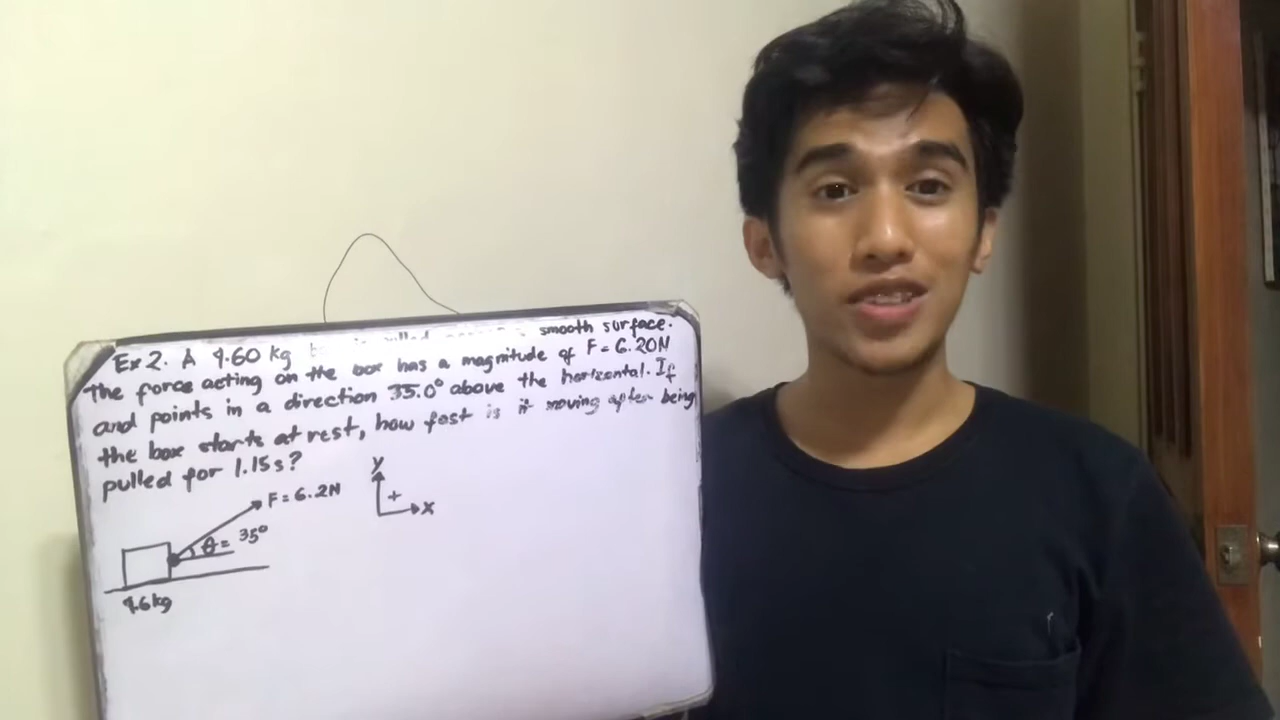 Ex 2. A 4.60 kg is pulled smooth surface.
The force acting on the box has a magnitude of F = 6.20N
and points in a direction 35.0° above the horizontal. If
the box starts at rest, how fast is it moving after being
pulled for 1.15s?
F = 6.2N
θ = 35°
4.6kg
y
+
x